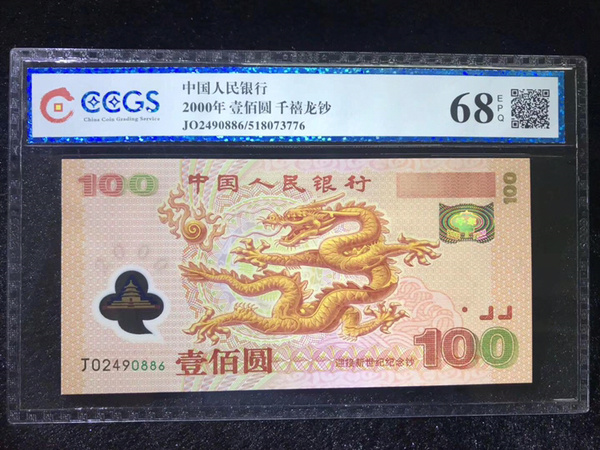 CCGS
China Coin Grading Service
中国人民银行
2000年 壹佰圆 千禧龙钞
JO2490886/518073776
68 EPQ
100
中国人民银行
100
2000
J02490886
壹佰圆
迎接新世纪纪念钞
100